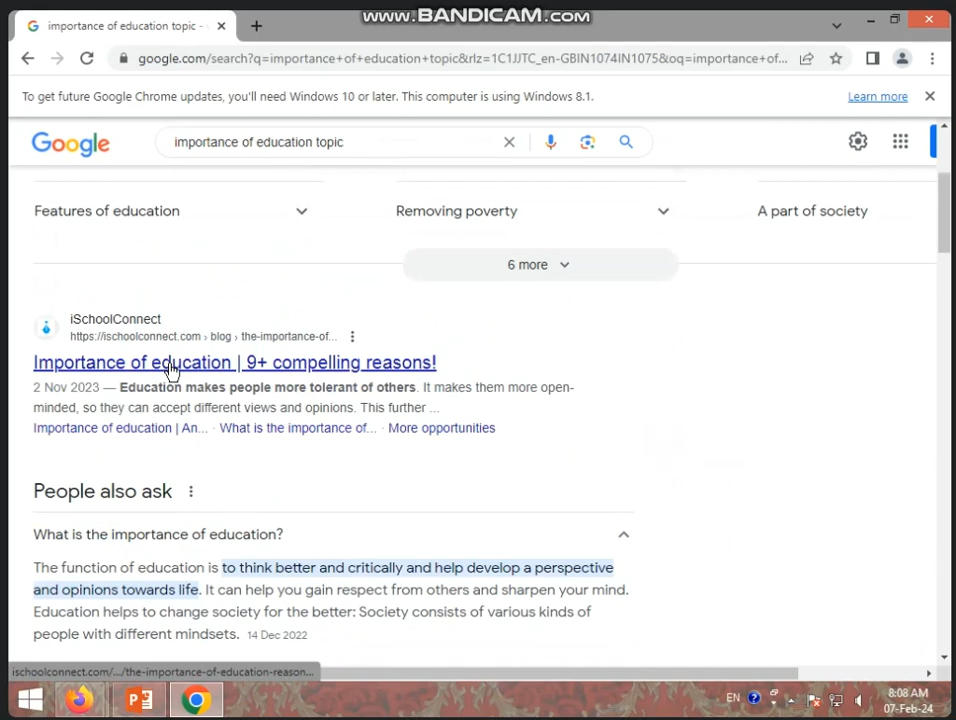 www.BANDICAM.com
importance of education topic -
google.com/search?q=importance+of+education+topic&rlz=1C1JJTC_en-GBIN1074IN1075&oq=importance+of...
To get future Google Chrome updates, you'll need Windows 10 or later. This computer is using Windows 8.1.
Learn more
Google
importance of education topic
Features of education
Removing poverty
A part of society
6 more
iSchoolConnect
https://ischoolconnect.com › blog › the-importance-of...
Importance of education | 9+ compelling reasons!
2 Nov 2023 — Education makes people more tolerant of others. It makes them more open-
minded, so they can accept different views and opinions. This further ...
Importance of education | An... · What is the importance of... · More opportunities
People also ask
What is the importance of education?
The function of education is to think better and critically and help develop a perspective
and opinions towards life. It can help you gain respect from others and sharpen your mind.
Education helps to change society for the better: Society consists of various kinds of
people with different mindsets. 14 Dec 2022
ischoolconnect.com/.../the-importance-of-education-reason...
EN
8:08 AM
07-Feb-24